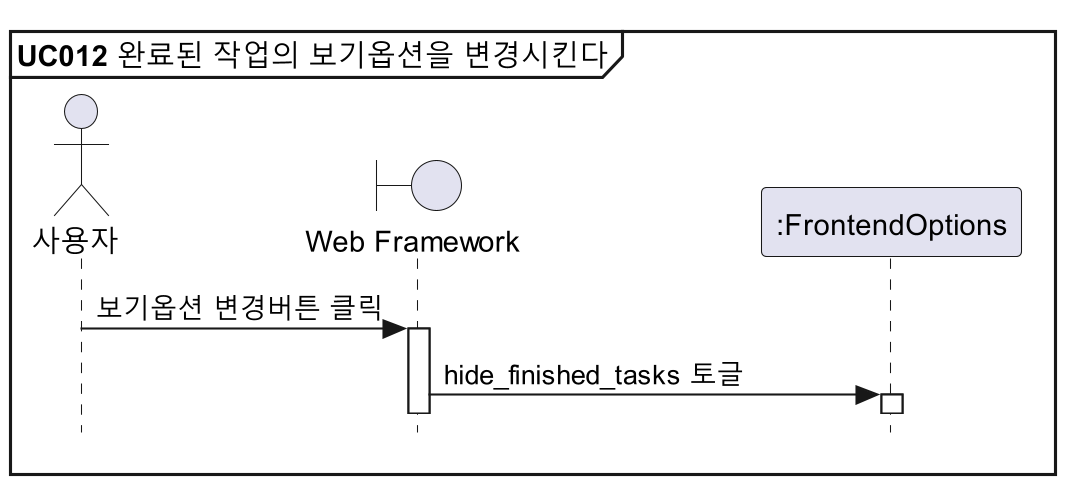 UC012 완료된 작업의 보기옵션을 변경시킨다
사용자
Web Framework
:FrontendOptions
보기옵션 변경버튼 클릭
hide_finished_tasks 토글